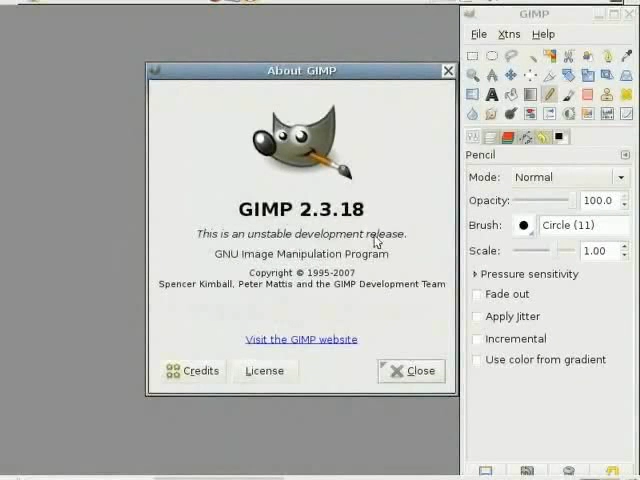 GIMP
File Xtns Help
About GIMP
GIMP 2.3.18
This is an unstable development release.
GNU Image Manipulation Program
Copyright © 1995-2007
Spencer Kimball, Peter Mattis and the GIMP Development Team
Visit the GIMP website
Credits License Close
Pencil
Mode: Normal
Opacity: 100.0
Brush: Circle (11)
Scale: 1.00
Pressure sensitivity
Fade out
Apply Jitter
Incremental
Use color from gradient